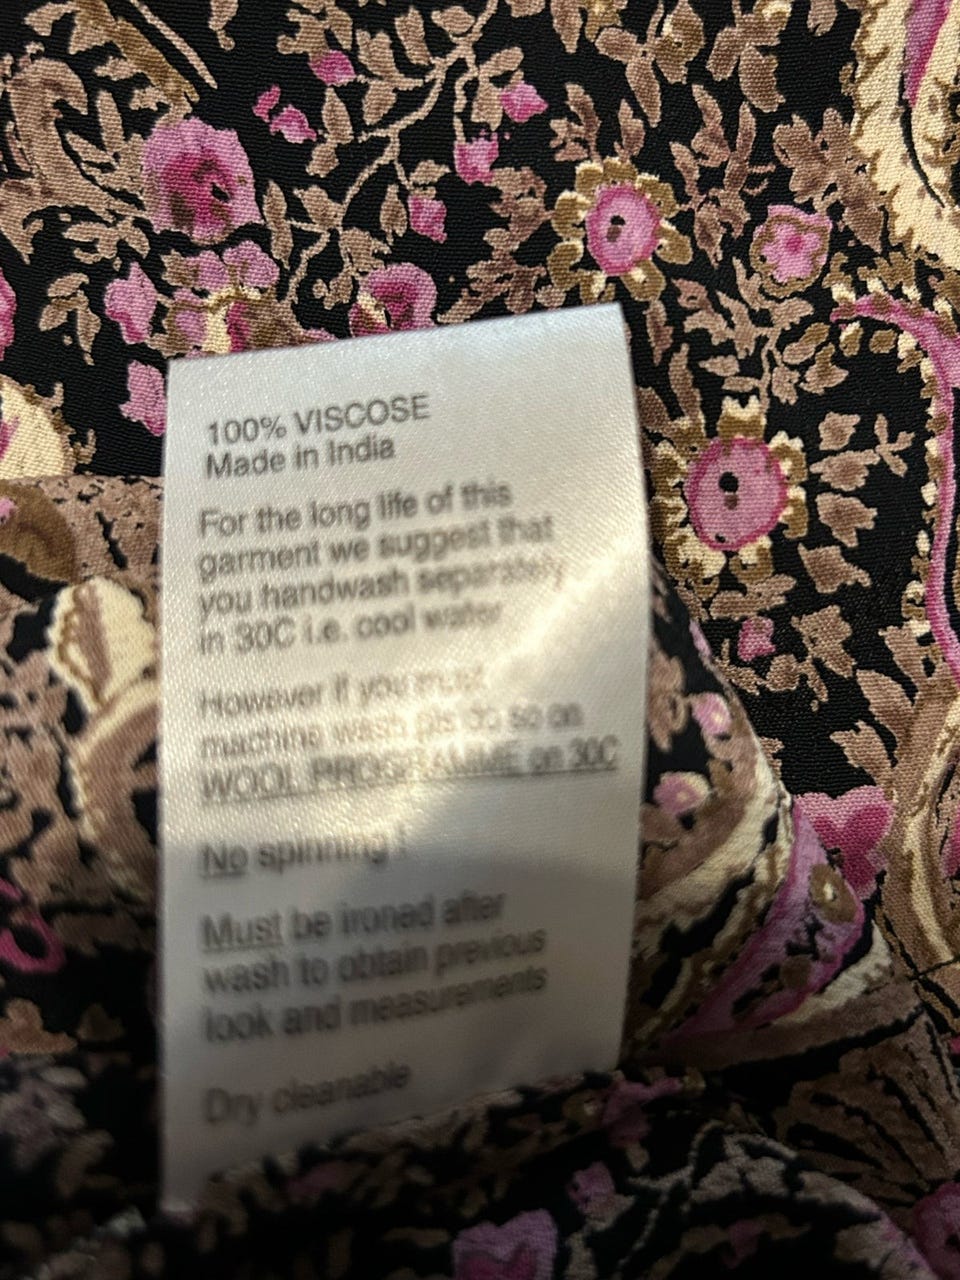 100% VISCOSE
Made in India
For the long life of this
garment we suggest that
you handwash separately
in 30C i.e. cool water
However if you must
machine wash pls do so on
WOOL PROGRAMME on 30C
No spinning !
Must be ironed after
wash to obtain previous
look and measurements
Dry cleanable